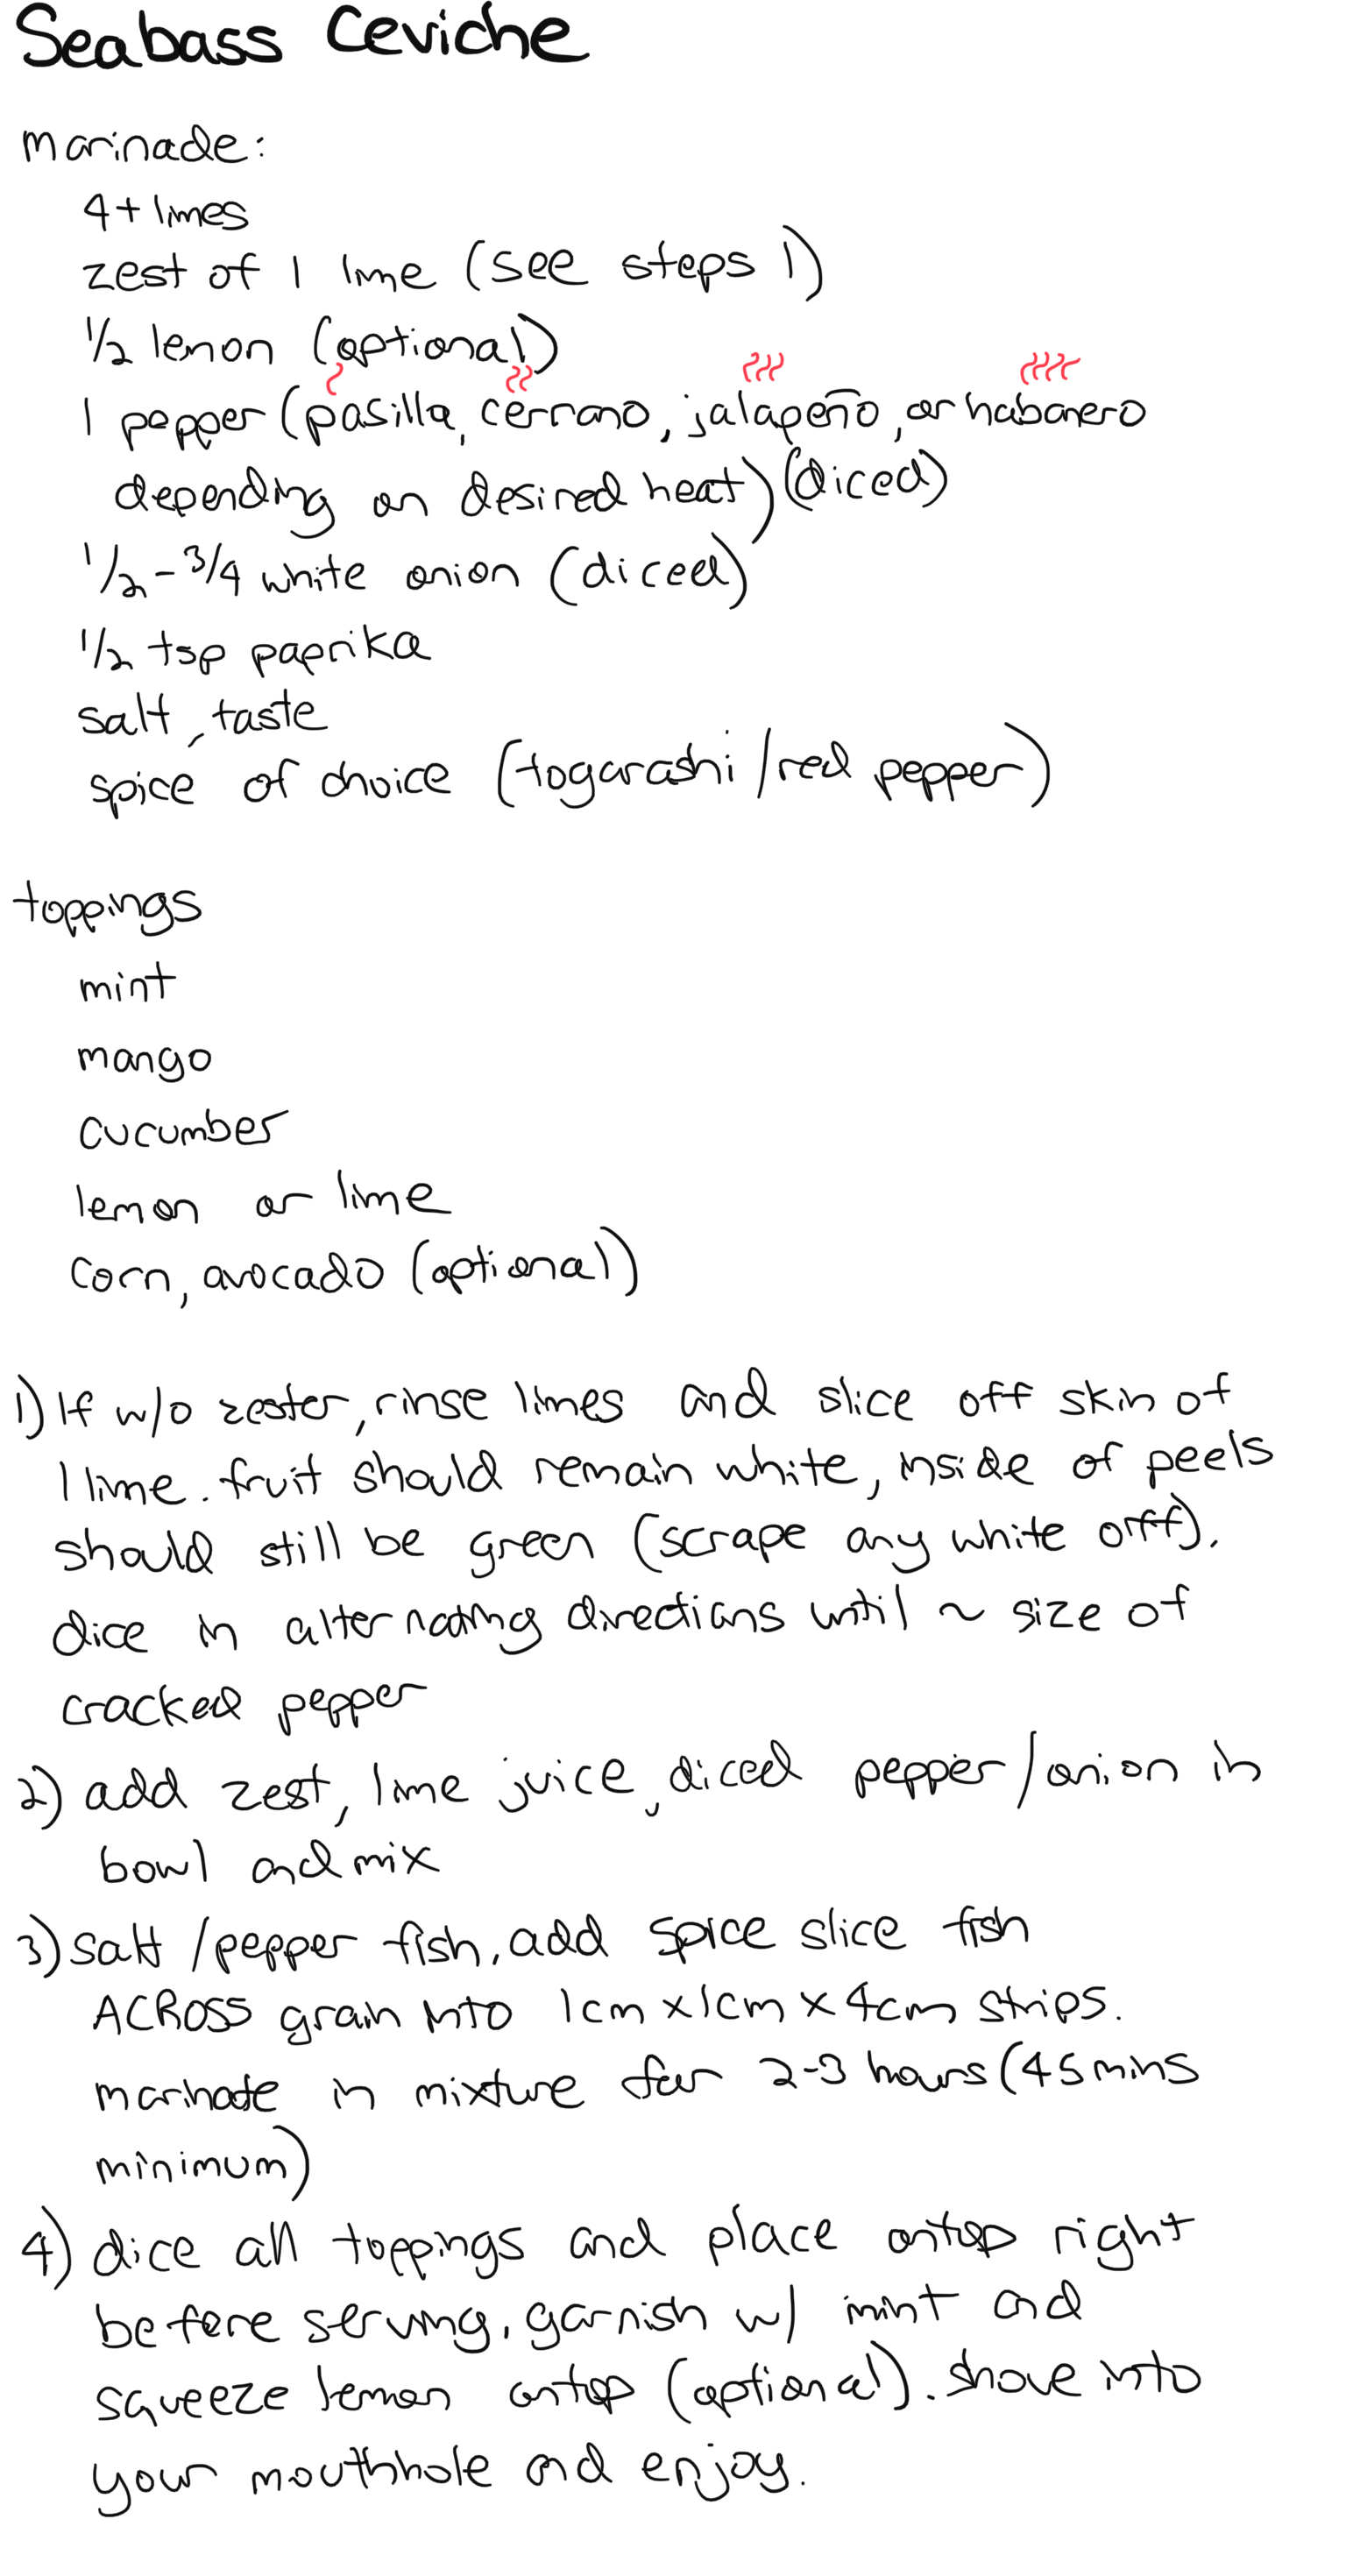 Seabass Ceviche
marinade:
4+ limes
zest of 1 lime (see steps 1)
1/2 lemon (optional)
1 pepper (pasilla, cerrano, jalapeño, or habanero
depending on desired heat) (diced)
1/2 - 3/4 white onion (diced)
1/2 tsp paprika
salt, taste
spice of choice (togarashi / red pepper)
toppings
mint
mango
cucumber
lemon or lime
corn, avocado (optional)
1) If w/o zester, rinse limes and slice off skin of
1 lime. fruit should remain white, inside of peels
should still be green (scrape any white off).
dice in alternating directions until ~ size of
cracked pepper
2) add zest, lime juice, diced pepper/onion in
bowl and mix
3) salt/pepper fish, add spice slice fish
ACROSS grain into 1cm x 1cm x 4cm strips.
marinate in mixture for 2-3 hours (45 mins
minimum)
4) dice all toppings and place ontop right
before serving. garnish w/ mint and
squeeze lemon ontop (optional). shove into
your mouthhole and enjoy.